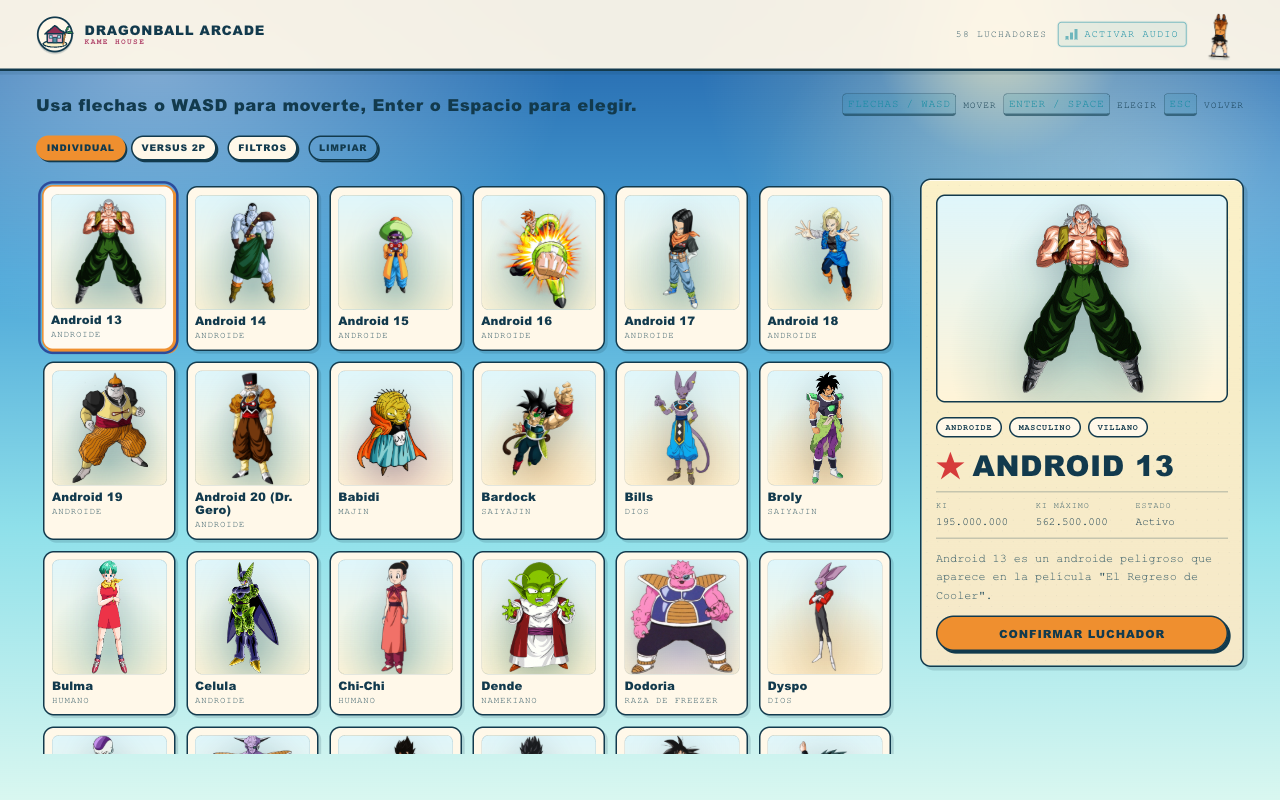 DRAGONBALL ARCADE
KAME HOUSE
58 LUCHADORES
ACTIVAR AUDIO
Usa flechas o WASD para moverte, Enter o Espacio para elegir.
FLECHAS / WASD MOVER ENTER / SPACE ELEGIR ESC VOLVER
INDIVIDUAL VERSUS 2P FILTROS LIMPIAR
Android 13
ANDROIDE
Android 14
ANDROIDE
Android 15
ANDROIDE
Android 16
ANDROIDE
Android 17
ANDROIDE
Android 18
ANDROIDE
Android 19
ANDROIDE
Android 20 (Dr.
Gero)
ANDROIDE
Babidi
MAJIN
Bardock
SAIYAJIN
Bills
DIOS
Broly
SAIYAJIN
Bulma
HUMANO
Celula
ANDROIDE
Chi-Chi
HUMANO
Dende
NAMEKIANO
Dodoria
RAZA DE FREEZER
Dyspo
DIOS
ANDROIDE MASCULINO VILLANO
ANDROID 13
KI KI MÁXIMO ESTADO
195.000.000 562.500.000 Activo
Android 13 es un androide peligroso que
aparece en la película "El Regreso de
Cooler".
CONFIRMAR LUCHADOR